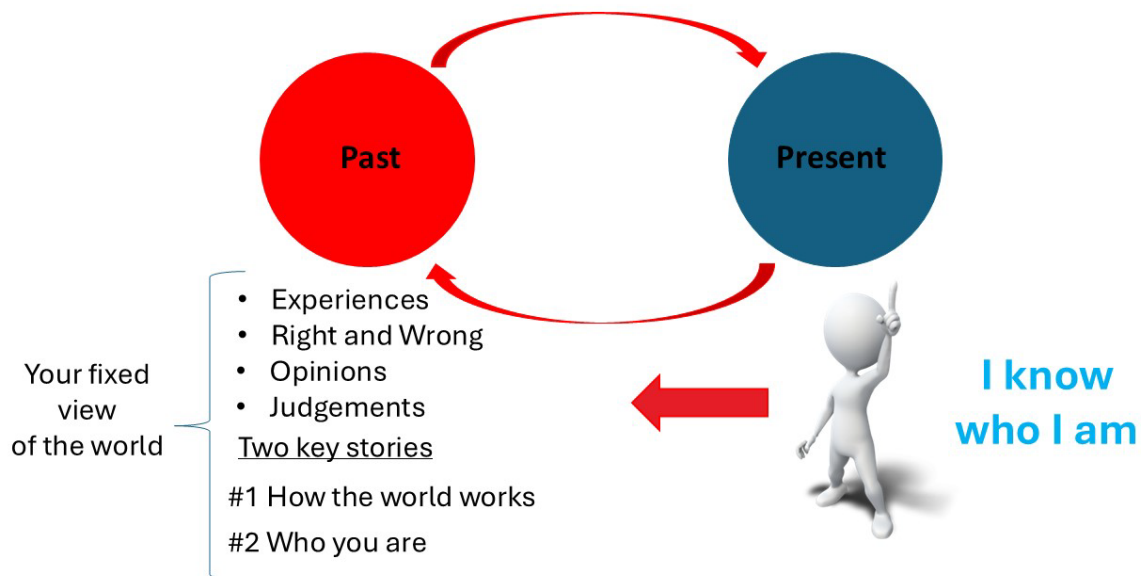 Past
Present
• Experiences
• Right and Wrong
• Opinions
• Judgements
Two key stories
#1 How the world works
#2 Who you are
Your fixed
view
of the world
I know
who I am